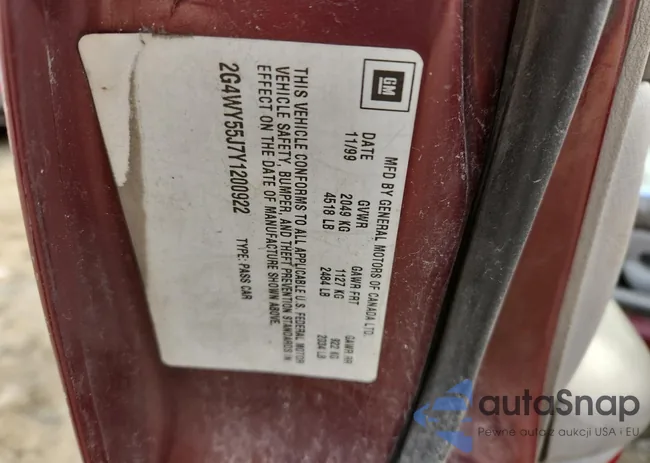 GM
MFD BY GENERAL MOTORS OF CANADA LTD.
DATE GVWR GAWR FRT GAWR RR
11/99 2049 KG 1127 KG 922 KG
4518 LB 2484 LB 2034 LB
THIS VEHICLE CONFORMS TO ALL APPLICABLE U.S. FEDERAL MOTOR
VEHICLE SAFETY, BUMPER, AND THEFT PREVENTION STANDARDS IN
EFFECT ON THE DATE OF MANUFACTURE SHOWN ABOVE.
2G4WY55J7Y1200922 TYPE: PASS CAR
autaSnap
Pewne auto z aukcji USA i EU